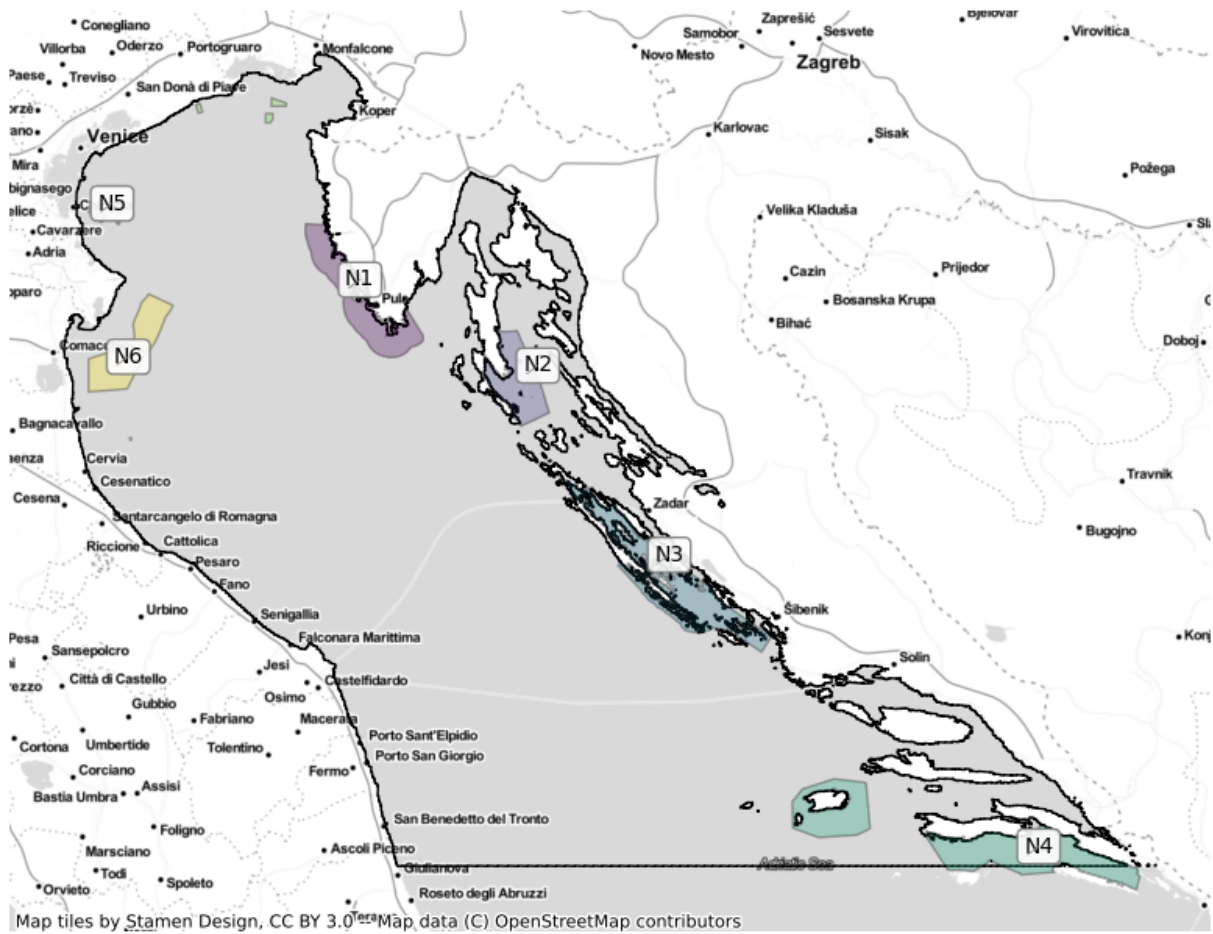 Conegliano
Bjelovar
Zaprešić
Samobor
Sesvete
Virovitica
Villorba
Oderzo
Portogruaro
Monfalcone
Novo Mesto
Zagreb
Paese
Treviso
San Donà di Piave
Koper
Karlovac
Sisak
Venice
Mira
Požega
N5
Velika Kladuša
Cavarzere
Adria
N1
Cazin
Prijedor
Bosanska Krupa
Bihać
Doboj
N6
N2
Bagnacavallo
Cervia
Cesenatico
Cesena
Travnik
Zadar
Santarcangelo di Romagna
Bugojno
Riccione
Cattolica
N3
Pesaro
Fano
Urbino
Senigallia
Šibenik
Falconara Marittima
Sansepolcro
Solin
Jesi
Città di Castello
Castelfidardo
Osimo
Gubbio
Fabriano
Macerata
Porto Sant'Elpidio
Cortona
Umbertide
Tolentino
Porto San Giorgio
Corciano
Fermo
Assisi
Bastia Umbra
San Benedetto del Tronto
Foligno
Marsciano
Ascoli Piceno
N4
Adriatic Sea
Giulianova
Todi
Orvieto
Spoleto
Roseto degli Abruzzi
Map tiles by Stamen Design, CC BY 3.0 -- Map data (C) OpenStreetMap contributors